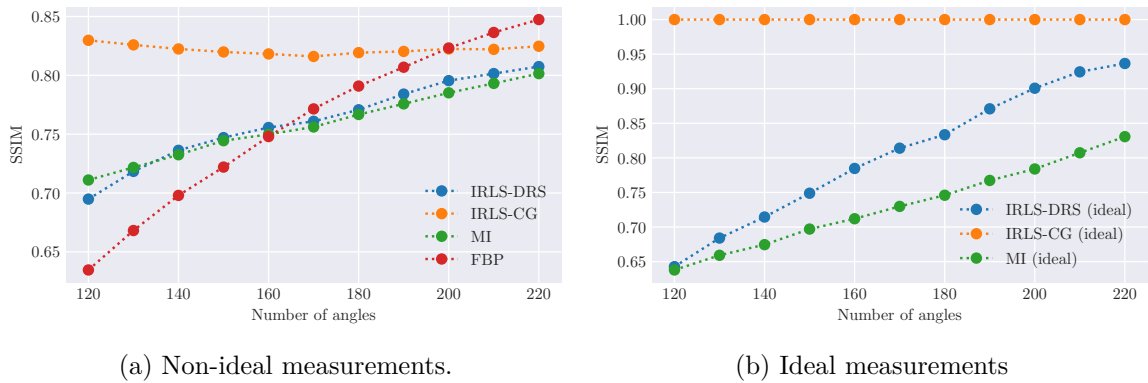 0.85
0.80
0.75
0.70
0.65
SSIM
120
140
160
180
200
220
Number of angles
IRLS-DRS
IRLS-CG
MI
FBP
(a) Non-ideal measurements.
1.00
0.95
0.90
0.85
0.80
0.75
0.70
0.65
SSIM
120
140
160
180
200
220
Number of angles
IRLS-DRS (ideal)
IRLS-CG (ideal)
MI (ideal)
(b) Ideal measurements